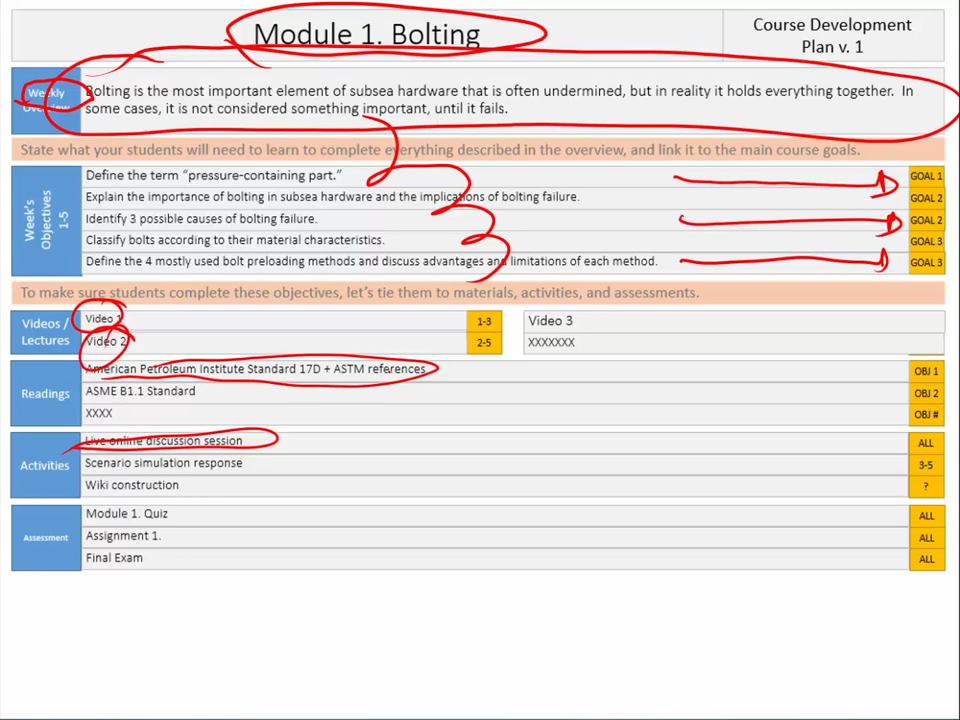 Module 1. Bolting
Course Development
Plan v. 1
Weekly
Overview
Bolting is the most important element of subsea hardware that is often undermined, but in reality it holds everything together. In
some cases, it is not considered something important, until it fails.
State what your students will need to learn to complete everything described in the overview, and link it to the main course goals.
Week's
Objectives
1-5
Define the term “pressure-containing part.”
GOAL 1
Explain the importance of bolting in subsea hardware and the implications of bolting failure.
GOAL 2
Identify 3 possible causes of bolting failure.
GOAL 2
Classify bolts according to their material characteristics.
GOAL 3
Define the 4 mostly used bolt preloading methods and discuss advantages and limitations of each method.
GOAL 3
To make sure students complete these objectives, let’s tie them to materials, activities, and assessments.
Videos /
Lectures
Video 1
1-3
Video 3
Video 2
2-5
XXXXXXX
Readings
American Petroleum Institute Standard 17D + ASTM references
OBJ 1
ASME B1.1 Standard
OBJ 2
XXXX
OBJ #
Activities
Live online discussion session
ALL
Scenario simulation response
3-5
Wiki construction
?
Assessment
Module 1. Quiz
ALL
Assignment 1.
ALL
Final Exam
ALL